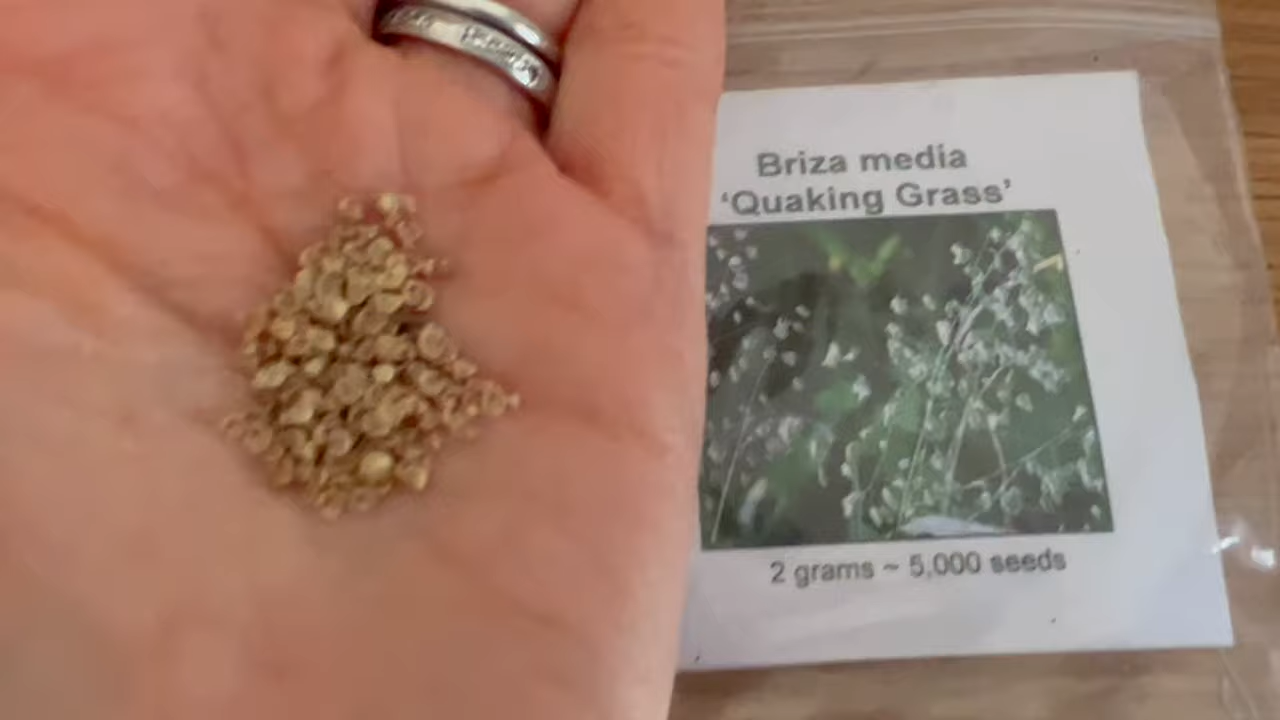 Briza media
‘Quaking Grass’
2 grams ~ 5,000 seeds